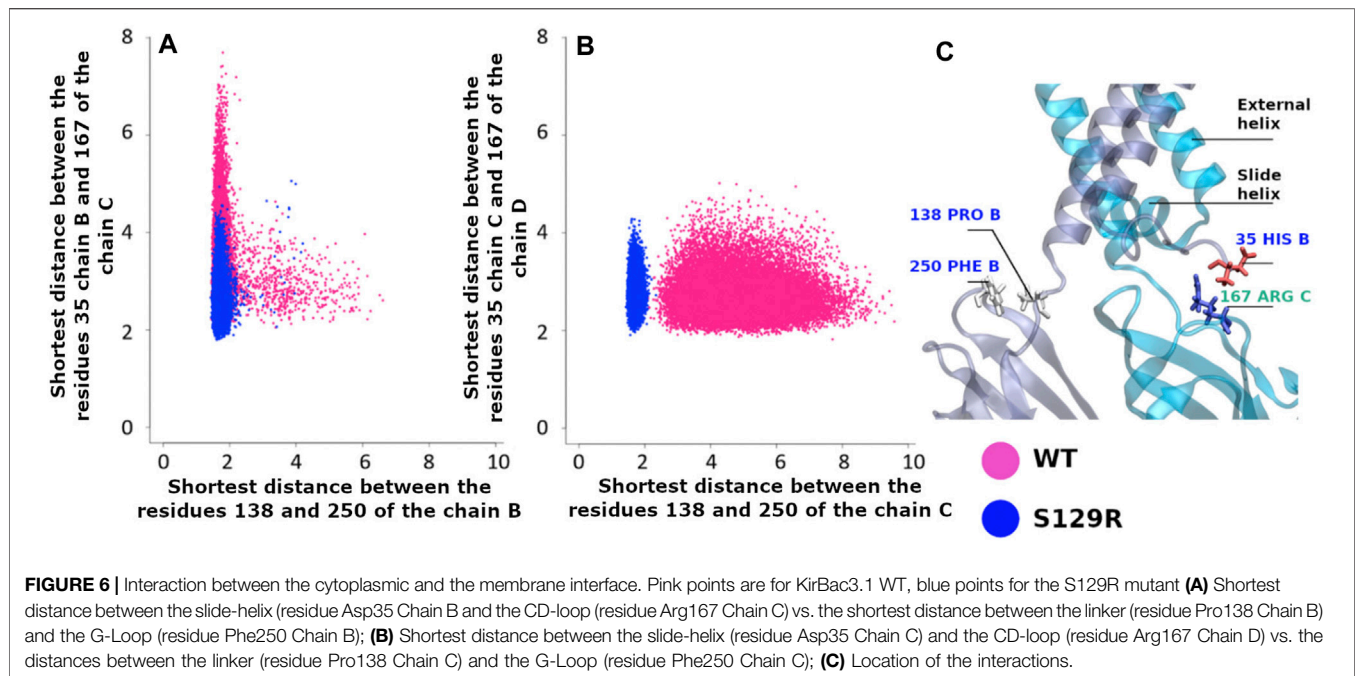 A
Shortest distance between the
residues 35 chain B and 167 of the
chain C
8
6
4
2
0
0 2 4 6 8 10
Shortest distance between the
residues 138 and 250 of the chain B
B
Shortest distance between the
residues 35 chain C and 167 of the
chain D
8
6
4
2
0
0 2 4 6 8 10
Shortest distance between the
residues 138 and 250 of the chain C
C
External
helix
Slide
helix
138 PRO B
250 PHE B
35 HIS B
167 ARG C
WT
S129R
FIGURE 6 | Interaction between the cytoplasmic and the membrane interface. Pink points are for KirBac3.1 WT, blue points for the S129R mutant (A) Shortest
distance between the slide-helix (residue Asp35 Chain B and the CD-loop (residue Arg167 Chain C) vs. the shortest distance between the linker (residue Pro138 Chain B)
and the G-Loop (residue Phe250 Chain B); (B) Shortest distance between the slide-helix (residue Asp35 Chain C) and the CD-loop (residue Arg167 Chain D) vs. the
distances between the linker (residue Pro138 Chain C) and the G-Loop (residue Phe250 Chain C); (C) Location of the interactions.